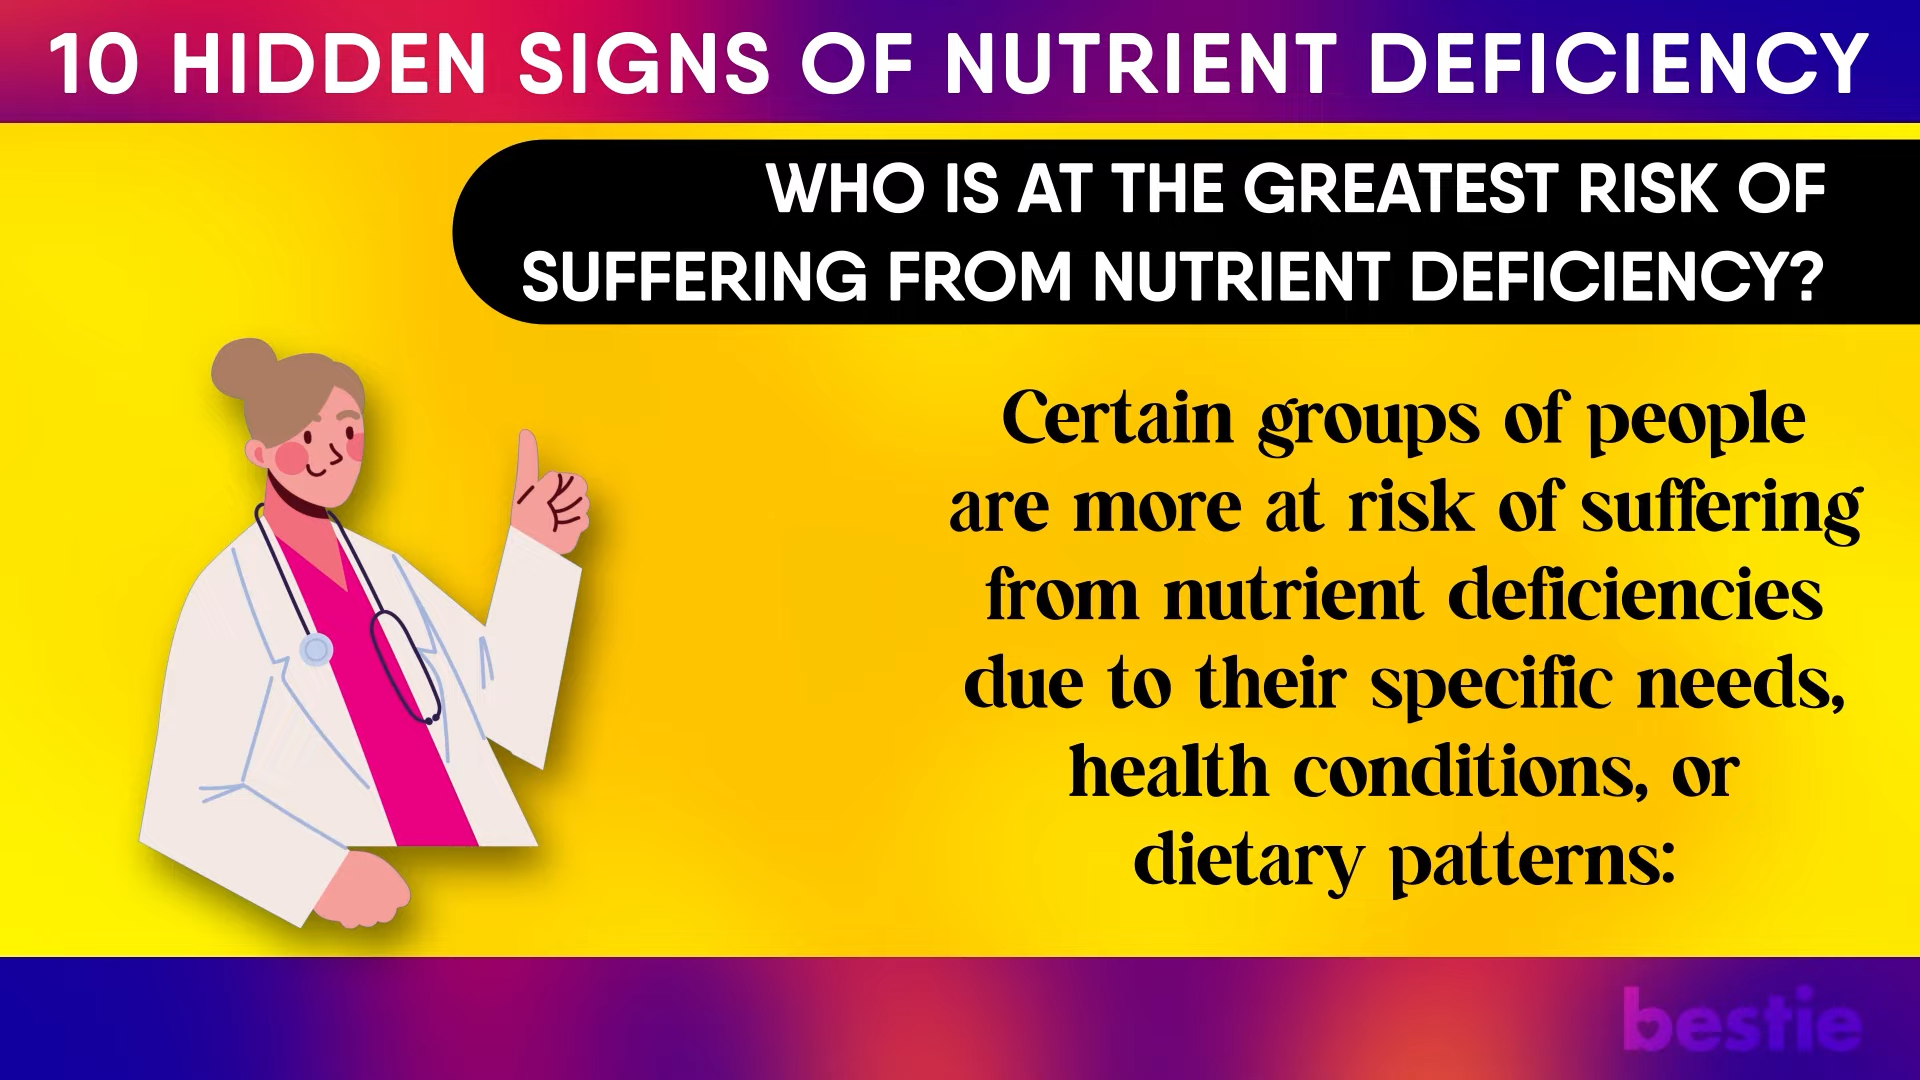 10 HIDDEN SIGNS OF NUTRIENT DEFICIENCY
WHO IS AT THE GREATEST RISK OF
SUFFERING FROM NUTRIENT DEFICIENCY?
Certain groups of people
are more at risk of suffering
from nutrient deficiencies
due to their specific needs,
health conditions, or
dietary patterns:
bestie